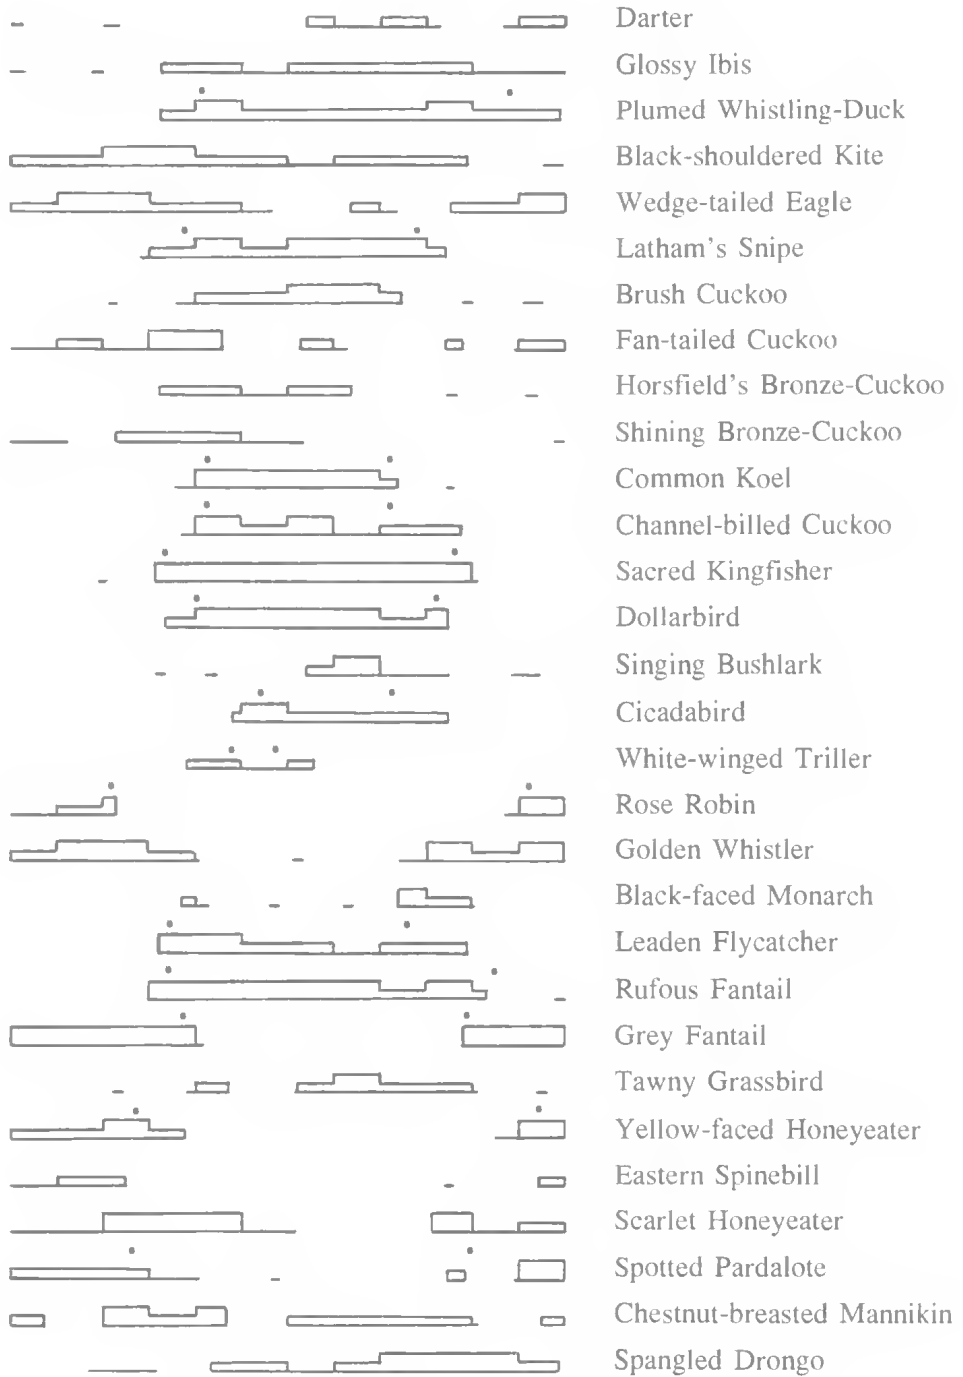 Darter
Glossy Ibis
Plumed Whistling-Duck
Black-shouldered Kite
Wedge-tailed Eagle
Latham's Snipe
Brush Cuckoo
Fan-tailed Cuckoo
Horsfield's Bronze-Cuckoo
Shining Bronze-Cuckoo
Common Koel
Channel-billed Cuckoo
Sacred Kingfisher
Dollarbird
Singing Bushlark
Cicadabird
White-winged Triller
Rose Robin
Golden Whistler
Black-faced Monarch
Leaden Flycatcher
Rufous Fantail
Grey Fantail
Tawny Grassbird
Yellow-faced Honeyeater
Eastern Spinebill
Scarlet Honeyeater
Spotted Pardalote
Chestnut-breasted Mannikin
Spangled Drongo